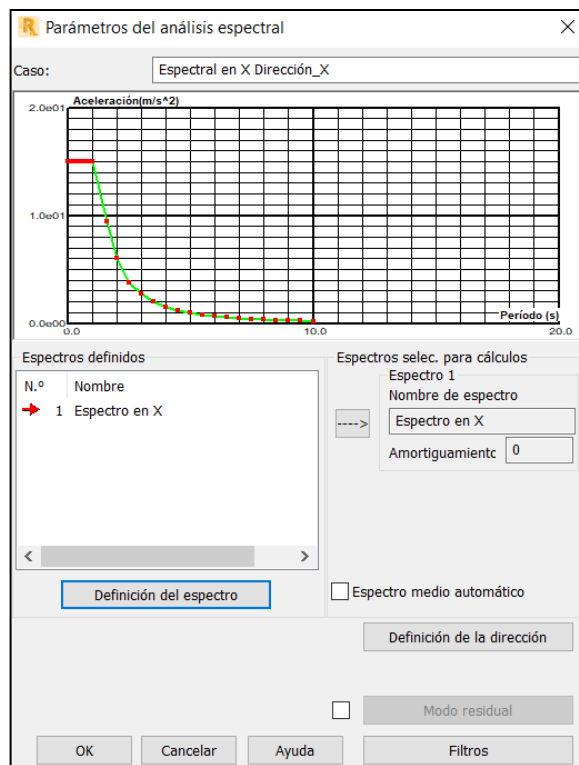 Parámetros del análisis espectral
Caso: Espectral en X Dirección_X
Aceleración(m/s^2)
2.0e01
1.0e01
0.0e00
0.0 10.0 20.0
Período (s)
Espectros definidos
N.º Nombre
1 Espectro en X
Definición del espectro
Espectros selec. para cálculos
Espectro 1
Nombre de espectro
---->
Espectro en X
Amortiguamientc 0
Espectro medio automático
Definición de la dirección
Modo residual
OK Cancelar Ayuda Filtros